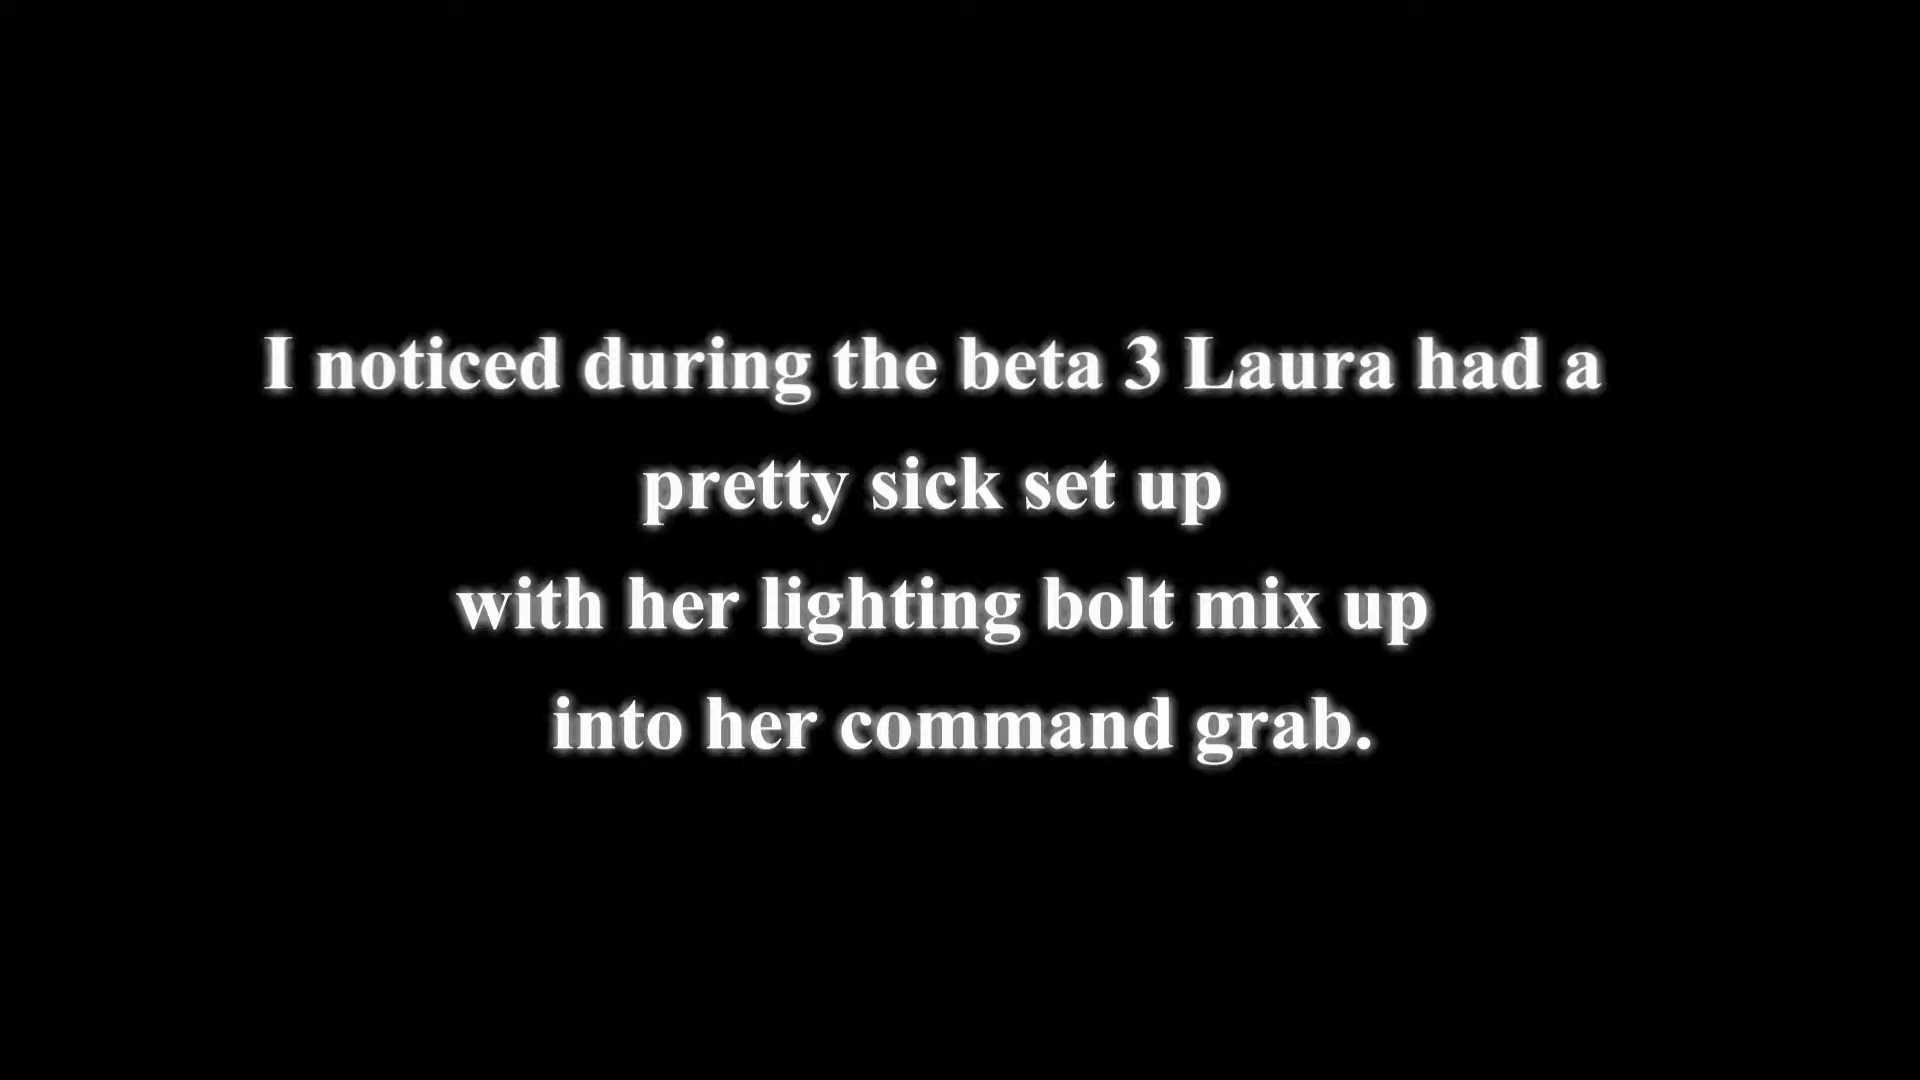 I noticed during the beta 3 Laura had a
pretty sick set up
with her lighting bolt mix up
into her command grab.